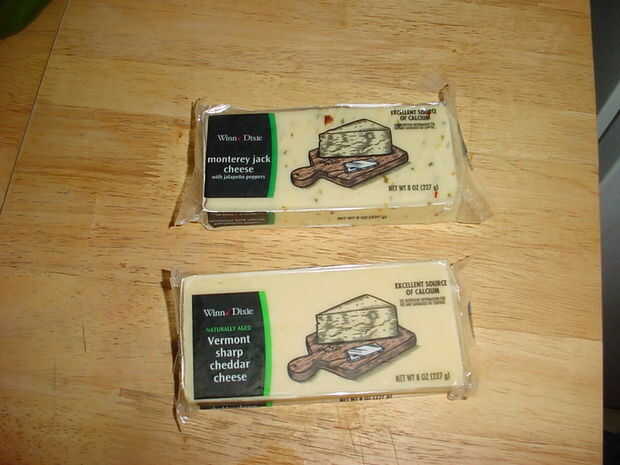 Winn Dixie
monterey jack
cheese
with jalapeño peppers
EXCELLENT SOURCE
OF CALCIUM
NET WT 8 OZ (227 g)
Winn Dixie
NATURALLY AGED
Vermont
sharp
cheddar
cheese
EXCELLENT SOURCE
OF CALCIUM
NET WT 8 OZ (227 g)